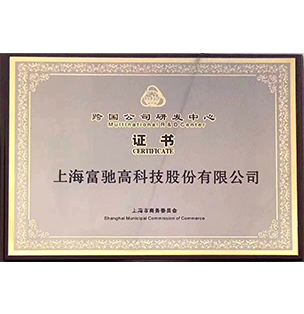 跨国公司研发中心
Multinational R&D Center
证书
CERTIFICATE
上海富驰高科技股份有限公司
上海市商务委员会
Shanghai Municipal Commission of Commerce